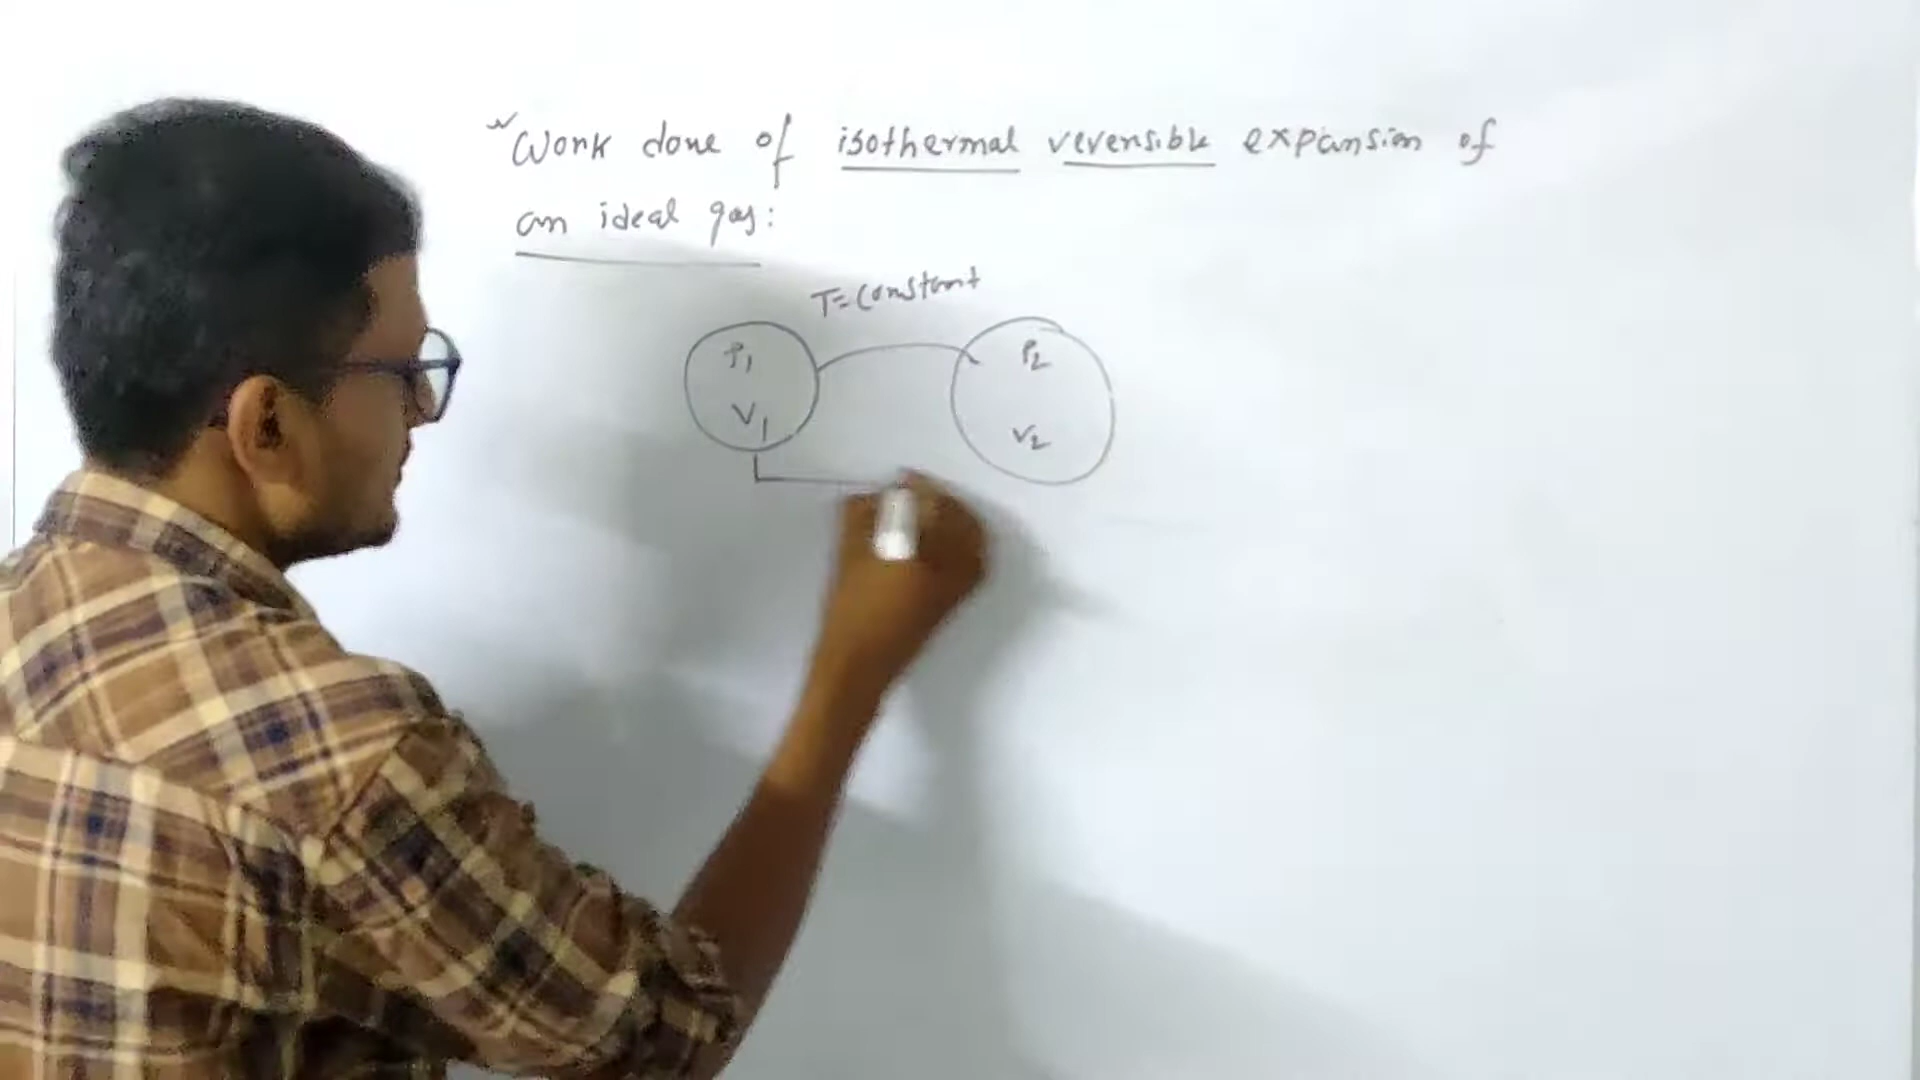 Work done of isothermal reversible expansion of
an ideal gas:
T=Constant
P1
V1
P2
V2